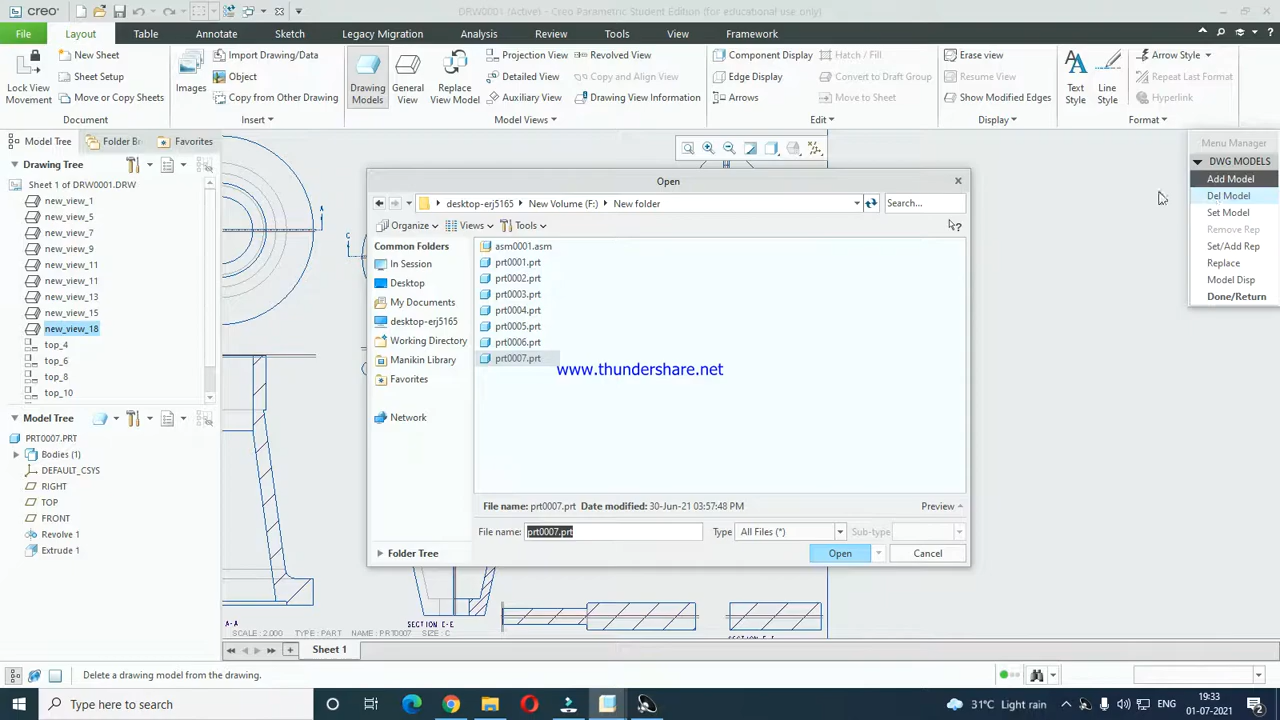 creo
DRW0001 (Active) - Creo Parametric Student Edition (for educational use only)
File
Layout
Table
Annotate
Sketch
Legacy Migration
Analysis
Review
Tools
View
Framework
Lock View Movement
New Sheet
Sheet Setup
Move or Copy Sheets
Document
Images
Import Drawing/Data
Object
Copy from Other Drawing
Insert
Drawing Models
General View
Replace View Model
Projection View
Detailed View
Auxiliary View
Revolved View
Copy and Align View
Drawing View Information
Model Views
Component Display
Edge Display
Arrows
Hatch / Fill
Convert to Draft Group
Move to Sheet
Edit
Erase view
Resume View
Show Modified Edges
Display
Text Style
Line Style
Arrow Style
Repeat Last Format
Hyperlink
Format
Model Tree
Folder Br
Favorites
Drawing Tree
Sheet 1 of DRW0001.DRW
new_view_1
new_view_5
new_view_7
new_view_9
new_view_11
new_view_11
new_view_13
new_view_15
new_view_18
top_4
top_6
top_8
top_10
Model Tree
PRT0007.PRT
Bodies (1)
DEFAULT_CSYS
RIGHT
TOP
FRONT
Revolve 1
Extrude 1
A
C
Open
desktop-erj5165
New Volume (F:)
New folder
Search...
Organize
Views
Tools
Common Folders
In Session
Desktop
My Documents
desktop-erj5165
Working Directory
Manikin Library
Favorites
Network
asm0001.asm
prt0001.prt
prt0002.prt
prt0003.prt
prt0004.prt
prt0005.prt
prt0006.prt
prt0007.prt
www.thundershare.net
File name: prt0007.prt Date modified: 30-Jun-21 03:57:48 PM
Preview
File name: prt0007.prt
Type All Files (*)
Sub-type
Folder Tree
Open
Cancel
Menu Manager
DWG MODELS
Add Model
Del Model
Set Model
Remove Rep
Set/Add Rep
Replace
Model Disp
Done/Return
A-A
SECTION E-E
SCALE : 2.000 TYPE : PART NAME : PRT0007 SIZE : C
Sheet 1
Delete a drawing model from the drawing.
Type here to search
31°C Light rain
ENG
19:33
01-07-2021